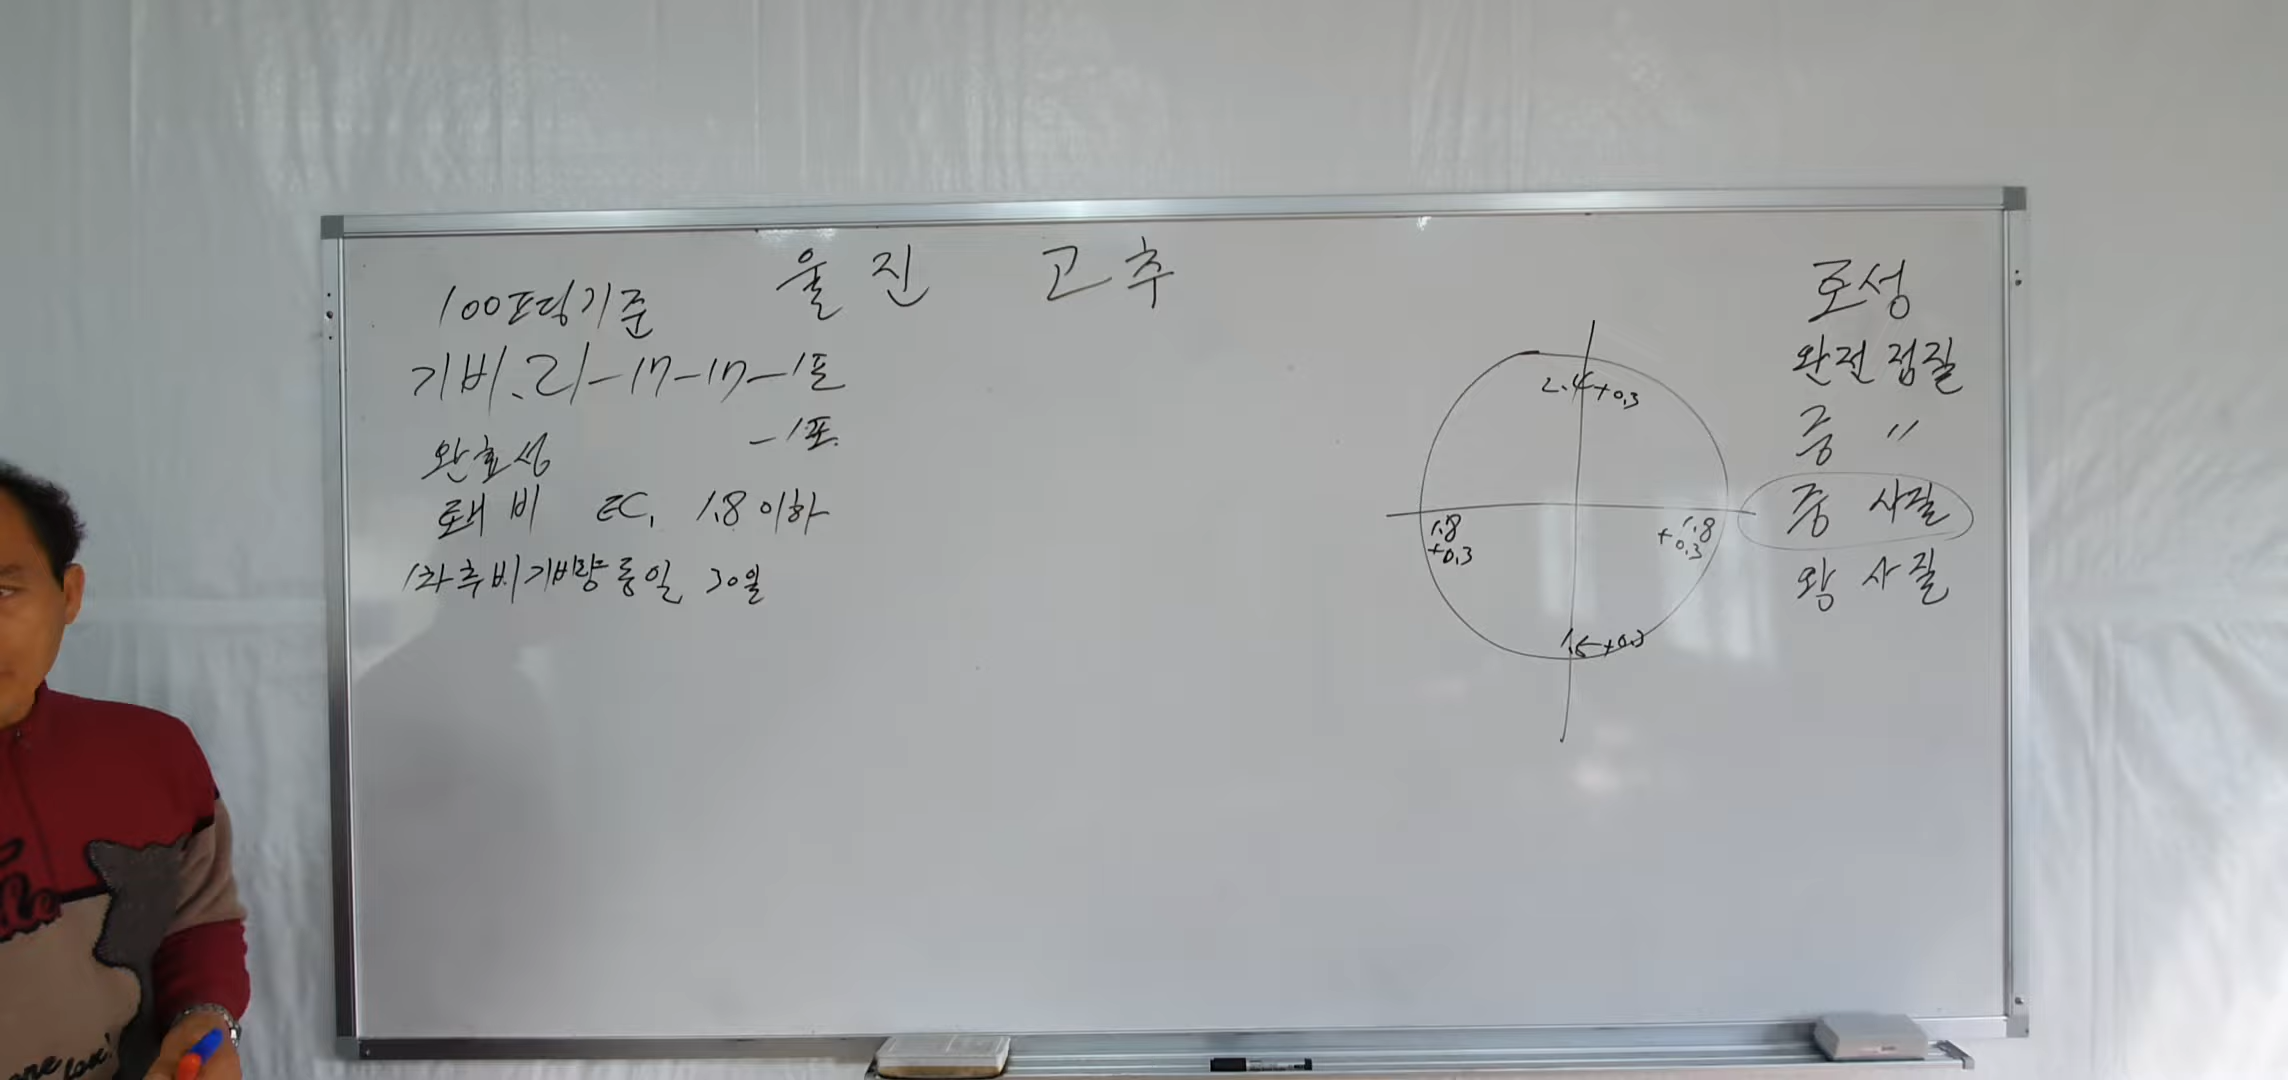 울진 고추
100포당기준
기비. 21-17-17-1포
완효성 -1포.
퇴비 EC. 1.8 이하
1차추비기비량동일 30일
2.4+0.3
1.8
+0.3
1.8
+0.3
1.5+0.3
토성
완전 점질
중 〃
중 사질
왕 사질